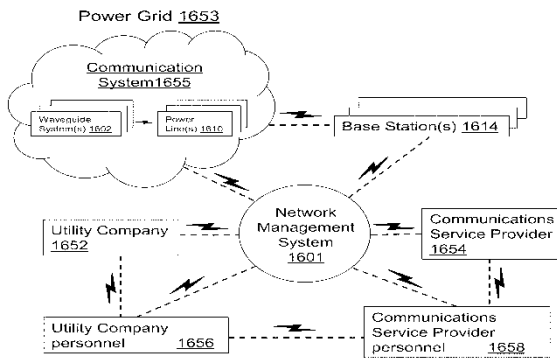 Power Grid 1653
Communication
System1655
Waveguide
System(s) 1602
Power
Line(s) 1610
Base Station(s) 1614
Network
Management
System
1601
Utility Company
1652
Communications
Service Provider
1654
Utility Company
personnel 1656
Communications
Service Provider
personnel 1658